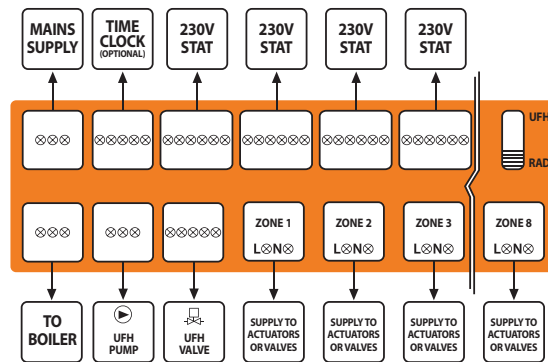 MAINS
SUPPLY
TIME
CLOCK
(OPTIONAL)
230V
STAT
230V
STAT
230V
STAT
230V
STAT
UFH
RAD
ZONE 1
L N
ZONE 2
L N
ZONE 3
L N
ZONE 8
L N
TO
BOILER
UFH
PUMP
UFH
VALVE
SUPPLY TO
ACTUATORS
OR VALVES
SUPPLY TO
ACTUATORS
OR VALVES
SUPPLY TO
ACTUATORS
OR VALVES
SUPPLY TO
ACTUATORS
OR VALVES